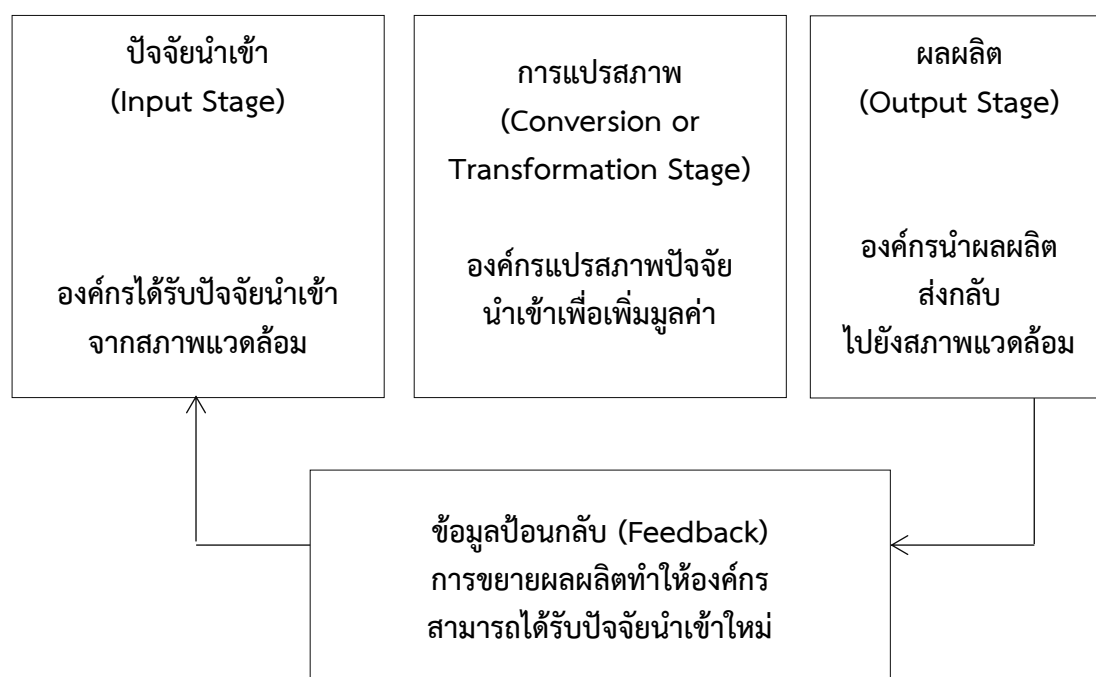 ปัจจัยนำเข้า
(Input Stage)
องค์กรได้รับปัจจัยนำเข้า
จากสภาพแวดล้อม
การแปรสภาพ
(Conversion or
Transformation Stage)
องค์กรแปรสภาพปัจจัย
นำเข้าเพื่อเพิ่มมูลค่า
ผลผลิต
(Output Stage)
องค์กรนำผลผลิต
ส่งกลับ
ไปยังสภาพแวดล้อม
ข้อมูลป้อนกลับ (Feedback)
การขยายผลผลิตทำให้องค์กร
สามารถได้รับปัจจัยนำเข้าใหม่